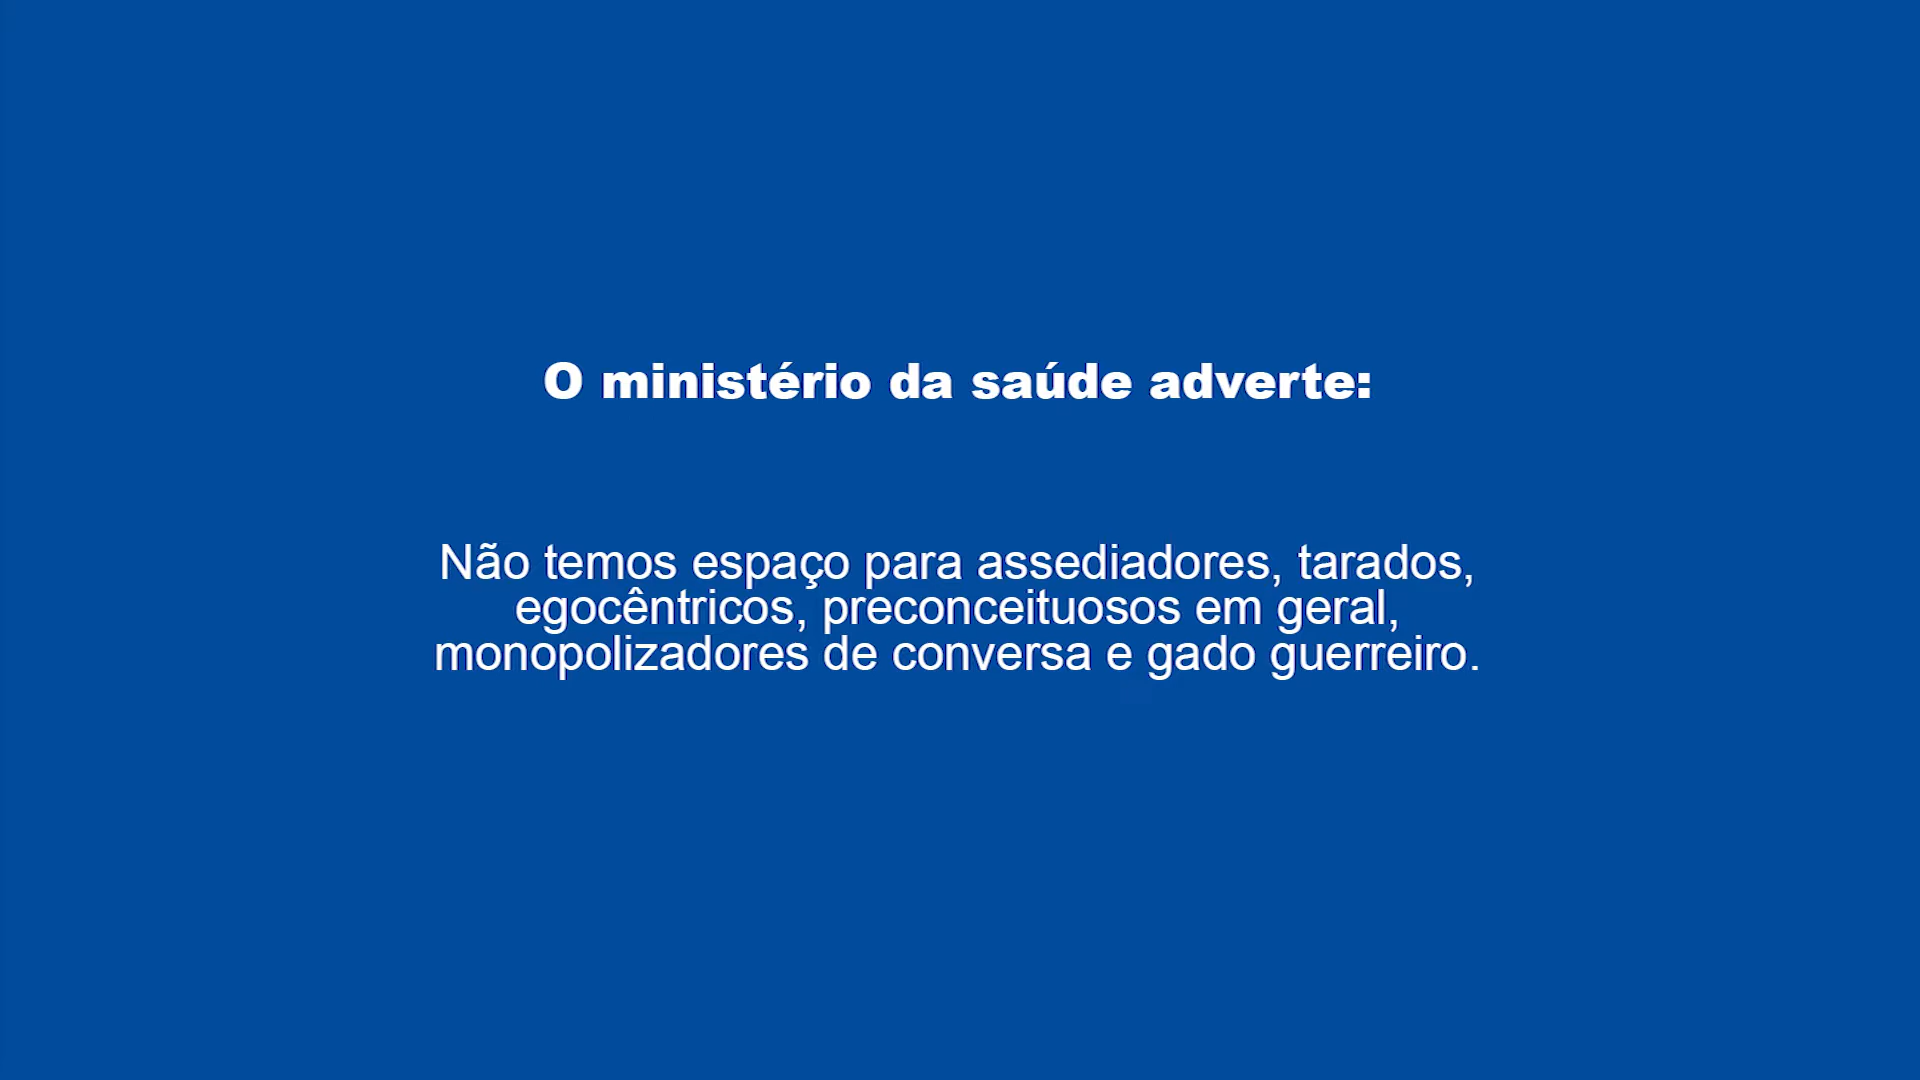 O ministério da saúde adverte:
Não temos espaço para assediadores, tarados,
egocêntricos, preconceituosos em geral,
monopolizadores de conversa e gado guerreiro.